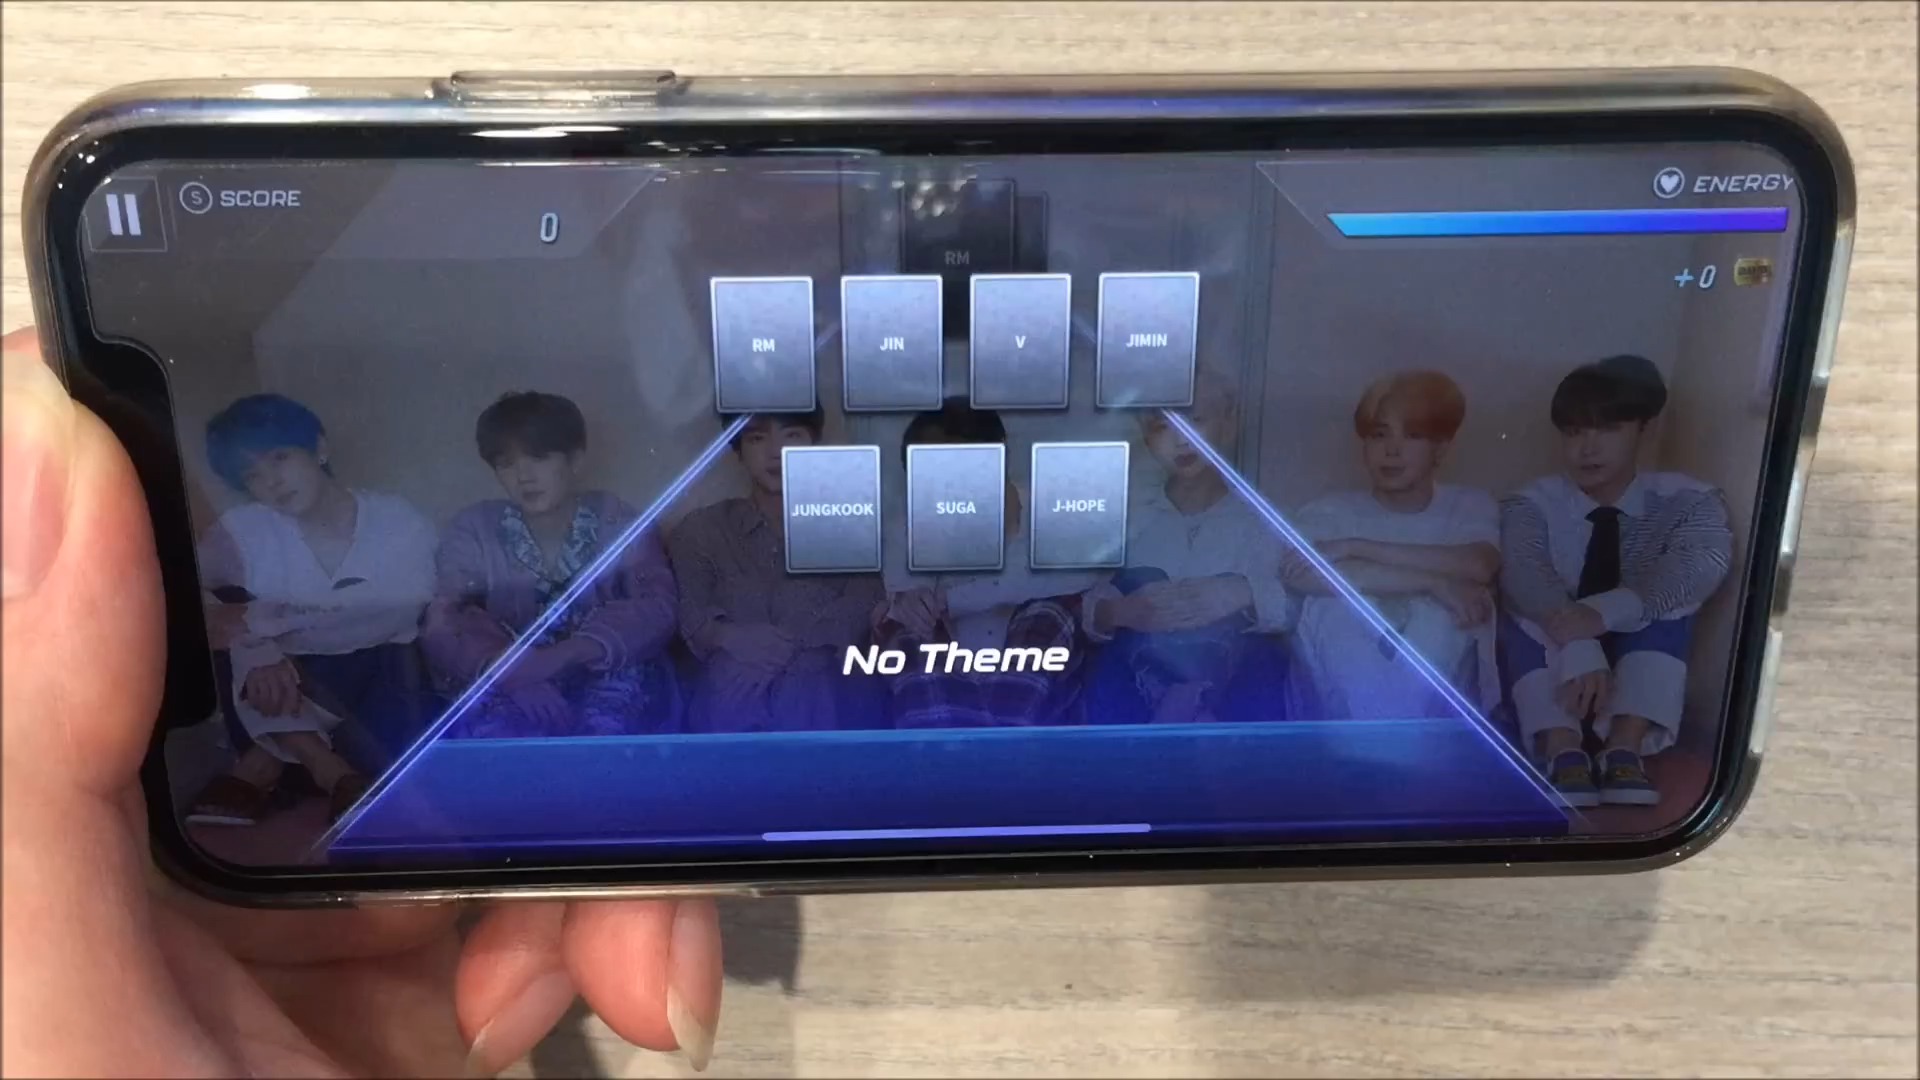 S SCORE
0
ENERGY
+0
RM
RM JIN V JIMIN
JUNGKOOK SUGA J-HOPE
No Theme